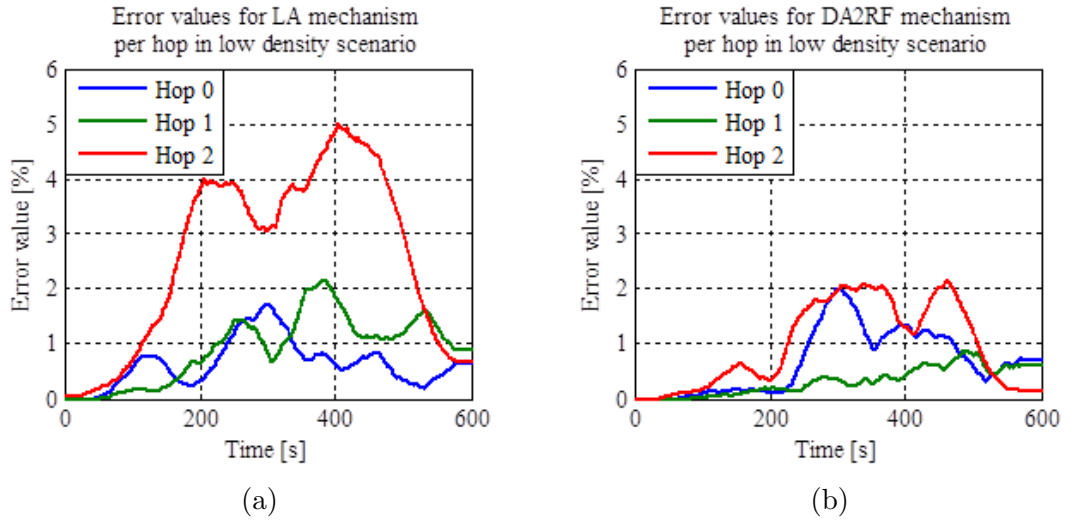 Error values for LA mechanism
per hop in low density scenario
6
5
4
3
2
1
0
Error value [%]
Hop 0
Hop 1
Hop 2
0
200
400
600
Time [s]
(a)
Error values for DA2RF mechanism
per hop in low density scenario
6
5
4
3
2
1
0
Error value [%]
Hop 0
Hop 1
Hop 2
0
200
400
600
Time [s]
(b)